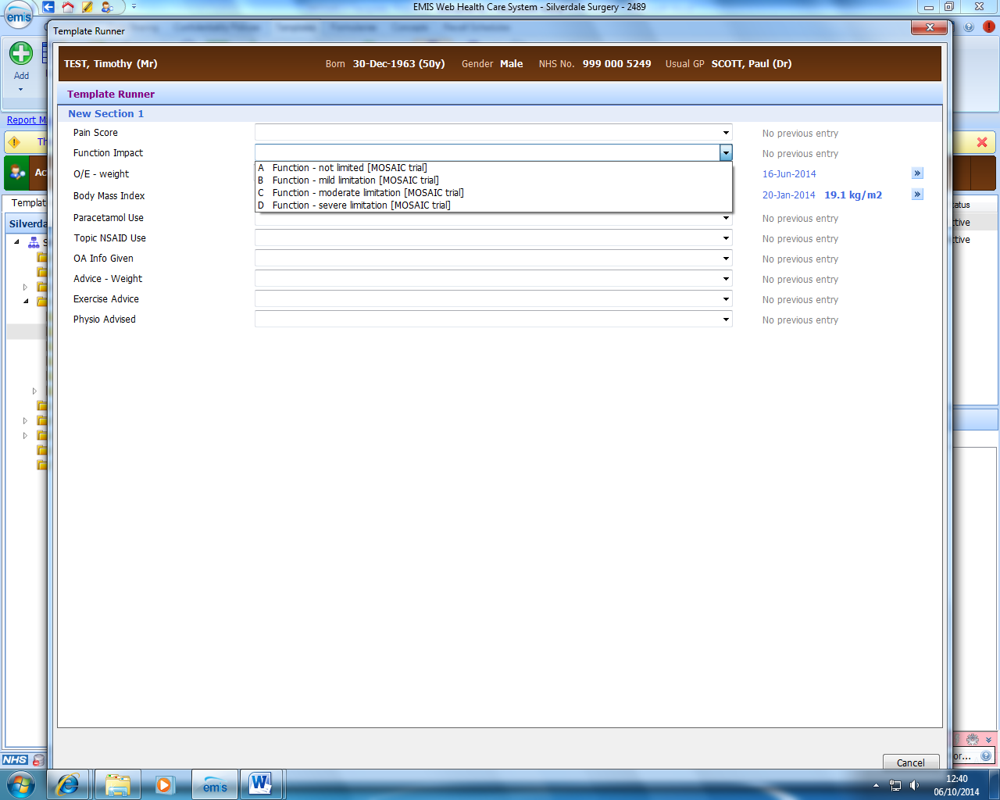 EMIS Web Health Care System - Silverdale Surgery - 2489
emis
Template Runner
Add
TEST, Timothy (Mr) Born 30-Dec-1963 (50y) Gender Male NHS No. 999 000 5249 Usual GP SCOTT, Paul (Dr)
Template Runner
New Section 1
Report M
Th
Ac
Templat
Silverda
S
Pain Score No previous entry
Function Impact No previous entry
A Function - not limited [MOSAIC trial]
B Function - mild limitation [MOSAIC trial]
C Function - moderate limitation [MOSAIC trial]
D Function - severe limitation [MOSAIC trial]
O/E - weight 16-Jun-2014
Body Mass Index 20-Jan-2014 19.1 kg/m2
Paracetamol Use No previous entry
Topic NSAID Use No previous entry
OA Info Given No previous entry
Advice - Weight No previous entry
Exercise Advice No previous entry
Physio Advised No previous entry
atus
ctive
ctive
NHS
or...
Cancel
emis
12:40
06/10/2014